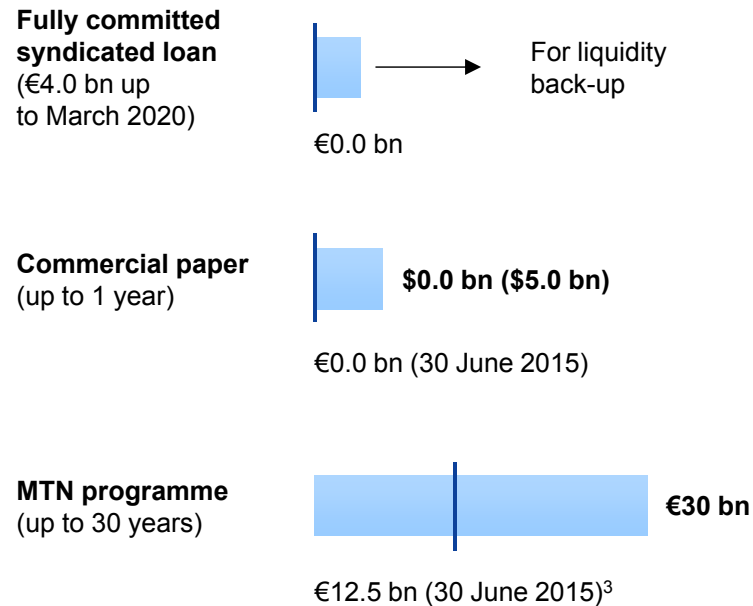 Fully committed
syndicated loan
(€4.0 bn up
to March 2020)
For liquidity
back-up
€0.0 bn
Commercial paper
(up to 1 year)
$0.0 bn ($5.0 bn)
€0.0 bn (30 June 2015)
MTN programme
(up to 30 years)
€30 bn
€12.5 bn (30 June 2015)³